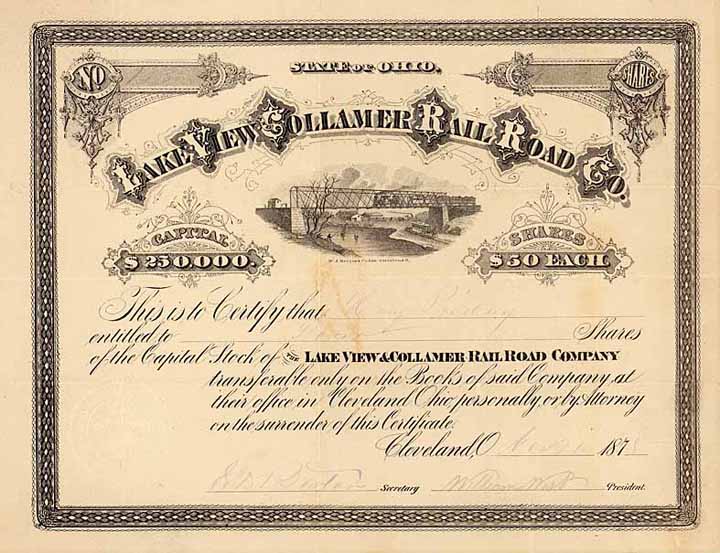 STATE OF OHIO.
NO
SHARES
LAKE VIEW COLLAMER RAIL ROAD CO.
CAPITAL
$250,000.
SHARES
$50 EACH.
This is to Certify that
entitled to Shares
of the Capital Stock of THE LAKE VIEW & COLLAMER RAIL ROAD COMPANY
transferable only on the Books of said Company, at
their office in Cleveland Ohio personally, or by Attorney
on the surrender of this Certificate.
Cleveland, O. 187
Secretary President.